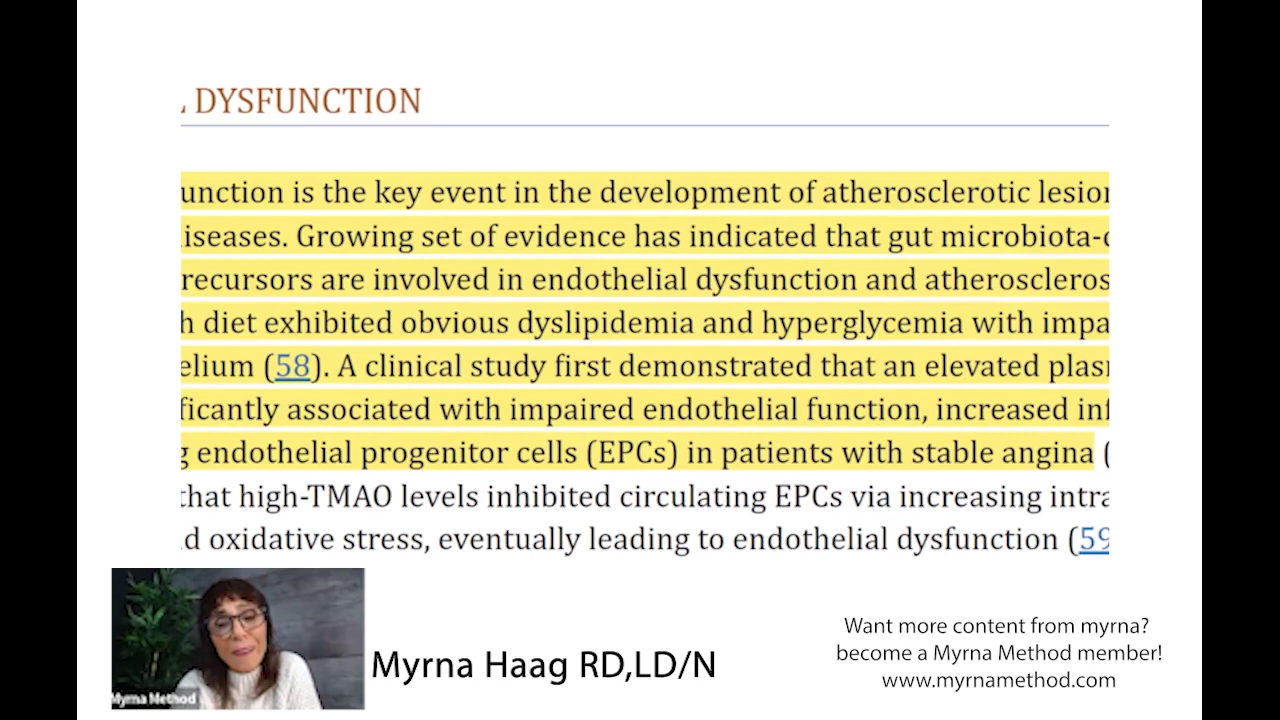 DYSFUNCTION
unction is the key event in the development of atherosclerotic lesion
iseases. Growing set of evidence has indicated that gut microbiota-
recursors are involved in endothelial dysfunction and atheroscleros
h diet exhibited obvious dyslipidemia and hyperglycemia with impa
elium (58). A clinical study first demonstrated that an elevated plas
ficantly associated with impaired endothelial function, increased inf
g endothelial progenitor cells (EPCs) in patients with stable angina (
that high-TMAO levels inhibited circulating EPCs via increasing intra
d oxidative stress, eventually leading to endothelial dysfunction (59
Myrna Method
Myrna Haag RD,LD/N
Want more content from myrna?
become a Myrna Method member!
www.myrnamethod.com